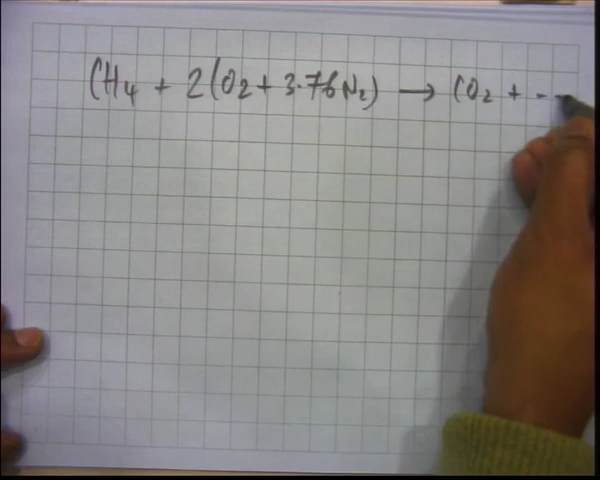 CH₄ + 2(O₂ + 3.76N₂) → CO₂ + - -